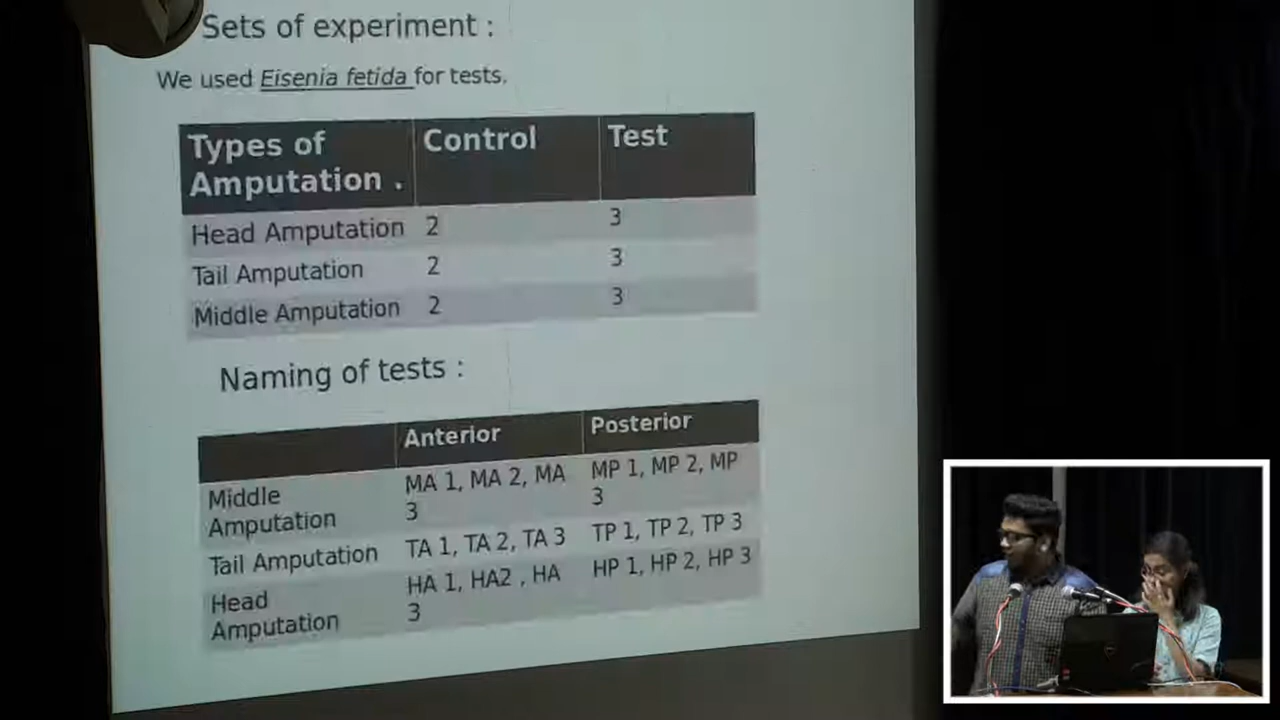 Sets of experiment :
We used Eisenia fetida for tests.
Types of Amputation . Control Test
Head Amputation 2 3
Tail Amputation 2 3
Middle Amputation 2 3
Naming of tests :
Anterior Posterior
Middle Amputation MA 1, MA 2, MA 3 MP 1, MP 2, MP 3
Tail Amputation TA 1, TA 2, TA 3 TP 1, TP 2, TP 3
Head Amputation HA 1, HA2 , HA 3 HP 1, HP 2, HP 3